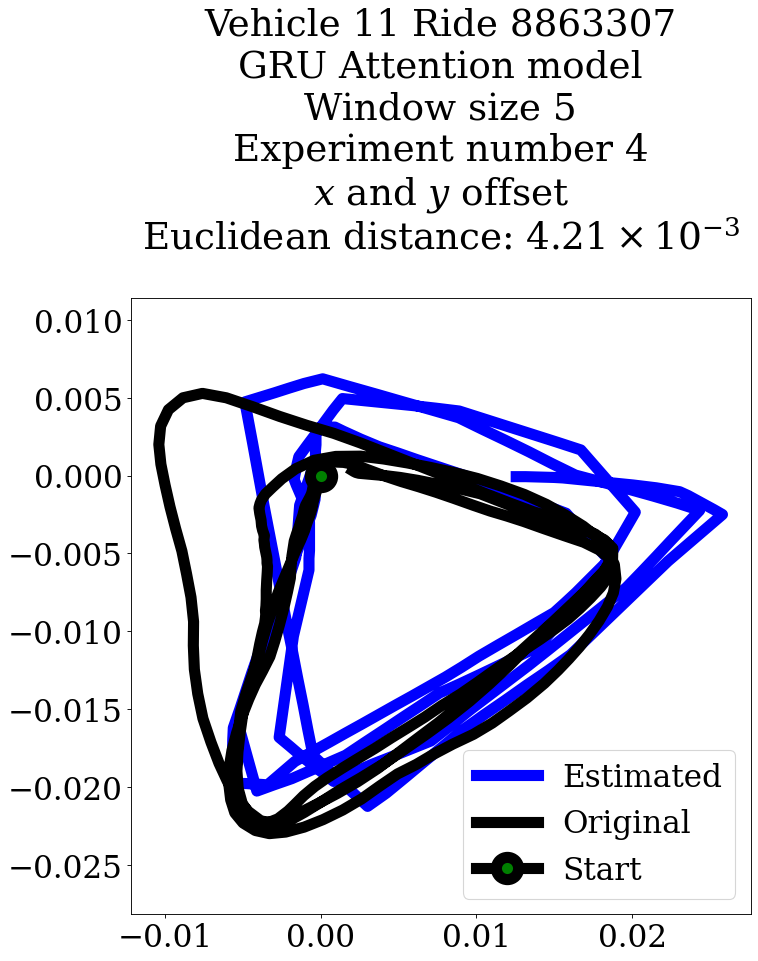 Vehicle 11 Ride 8863307
GRU Attention model
Window size 5
Experiment number 4
x and y offset
Euclidean distance: 4.21 × 10⁻³
0.010
0.005
0.000
−0.005
−0.010
−0.015
−0.020
−0.025
Estimated
Original
Start
−0.01 0.00 0.01 0.02